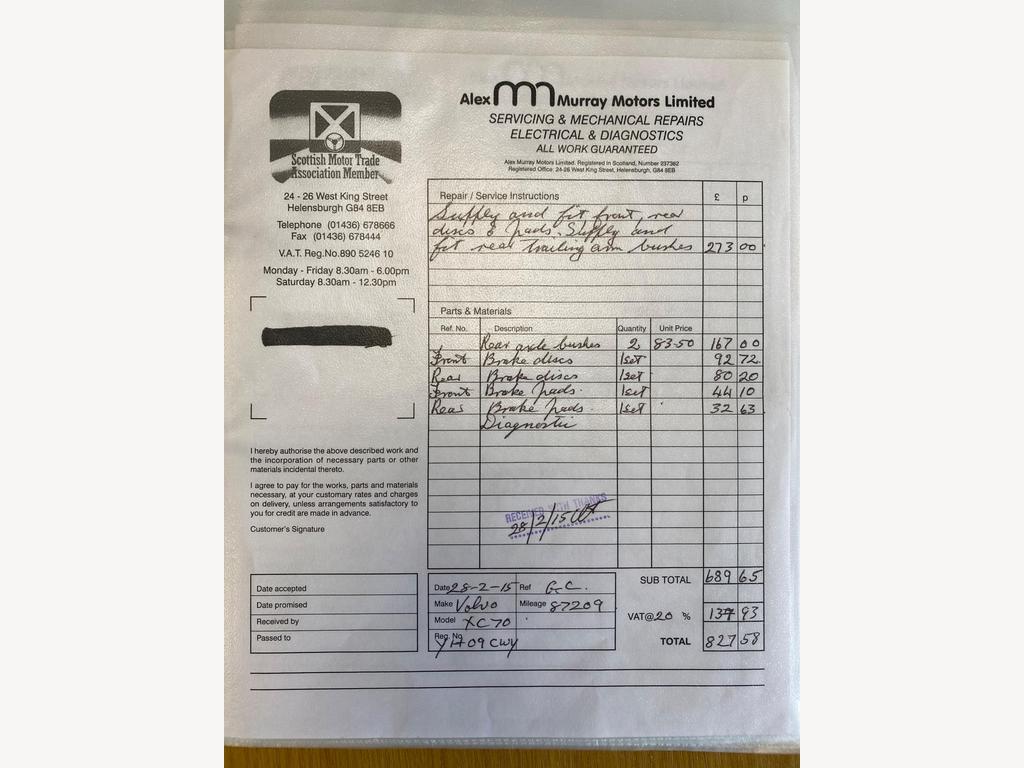 Alex Murray Motors Limited
SERVICING & MECHANICAL REPAIRS
ELECTRICAL & DIAGNOSTICS
ALL WORK GUARANTEED
Alex Murray Motors Limited. Registered in Scotland, Number 237362
Registered Office: 24-26 West King Street, Helensburgh, G84 8EB
Scottish Motor Trade
Association Member
24 - 26 West King Street
Helensburgh G84 8EB
Telephone (01436) 678666
Fax (01436) 678444
V.A.T. Reg.No.890 5246 10
Monday - Friday 8.30am - 6.00pm
Saturday 8.30am - 12.30pm
I hereby authorise the above described work and
the incorporation of necessary parts or other
materials incidental thereto.
I agree to pay for the works, parts and materials
necessary, at your customary rates and charges
on delivery, unless arrangements satisfactory to
you for credit are made in advance.
Customer's Signature
Repair / Service Instructions £ p
Supply and fit front, rear
discs & pads. Supply and
fit rear trailing arm bushes 273 00
Parts & Materials
Ref. No. Description Quantity Unit Price
Rear axle bushes 2 83-50 167 00
Front Brake discs 1set 92 72
Rear Brake discs 1set 80 20
Front Brake pads 1set 44 10
Rear Brake pads 1set 32 63
Diagnostic
RECEIVED WITH THANKS
28/2/15
SUB TOTAL 689 65
VAT@20 % 137 93
TOTAL 827 58
Date accepted
Date promised
Received by
Passed to
Date 28-2-15 Ref G.C.
Make Volvo Mileage 87209
Model XC70
Reg. No. YH09CWY